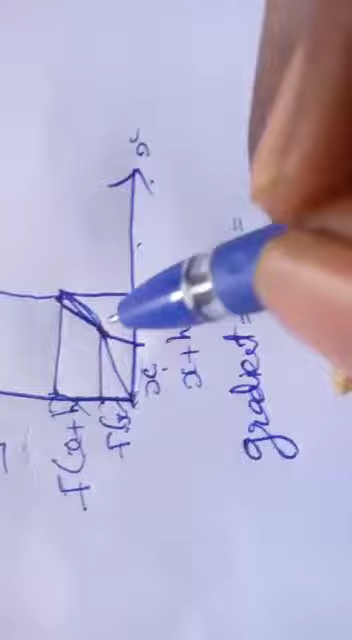 f(x+h)
f(x)
x
x
x+h
gradient =
=